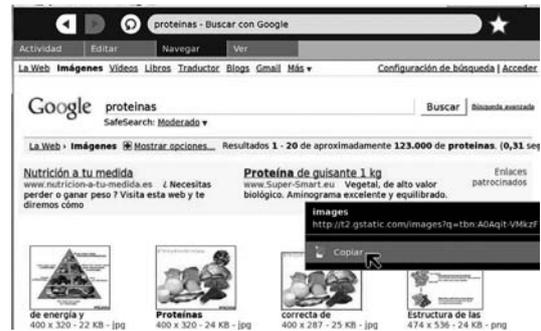 proteinas - Buscar con Google
Actividad Editar Navegar Ver
La Web Imágenes Vídeos Libros Traductor Blogs Gmail Más ▾ Configuración de búsqueda | Acceder
Google proteinas Buscar Búsqueda avanzada
SafeSearch: Moderado ▾
La Web › Imágenes Mostrar opciones... Resultados 1 - 20 de aproximadamente 123.000 de proteinas. (0,31 seg
Nutrición a tu medida Proteína de guisante 1 kg Enlaces
www.nutricion-a-tu-medida.es ¿ Necesitas www.Super-Smart.eu Vegetal, de alto valor patrocinados
perder o ganar peso ? Visita esta web y te biológico. Aminograma excelente y equilibrado.
diremos cómo
images
http://t2.gstatic.com/images?q=tbn:A0Aqit-VMkzF
Copiar
de energía y Proteínas correcta de Estructura de las
400 x 320 - 22 KB - jpg 400 x 320 - 24 KB - jpg 400 x 287 - 25 KB - jpg 474 x 536 - 24 KB - png